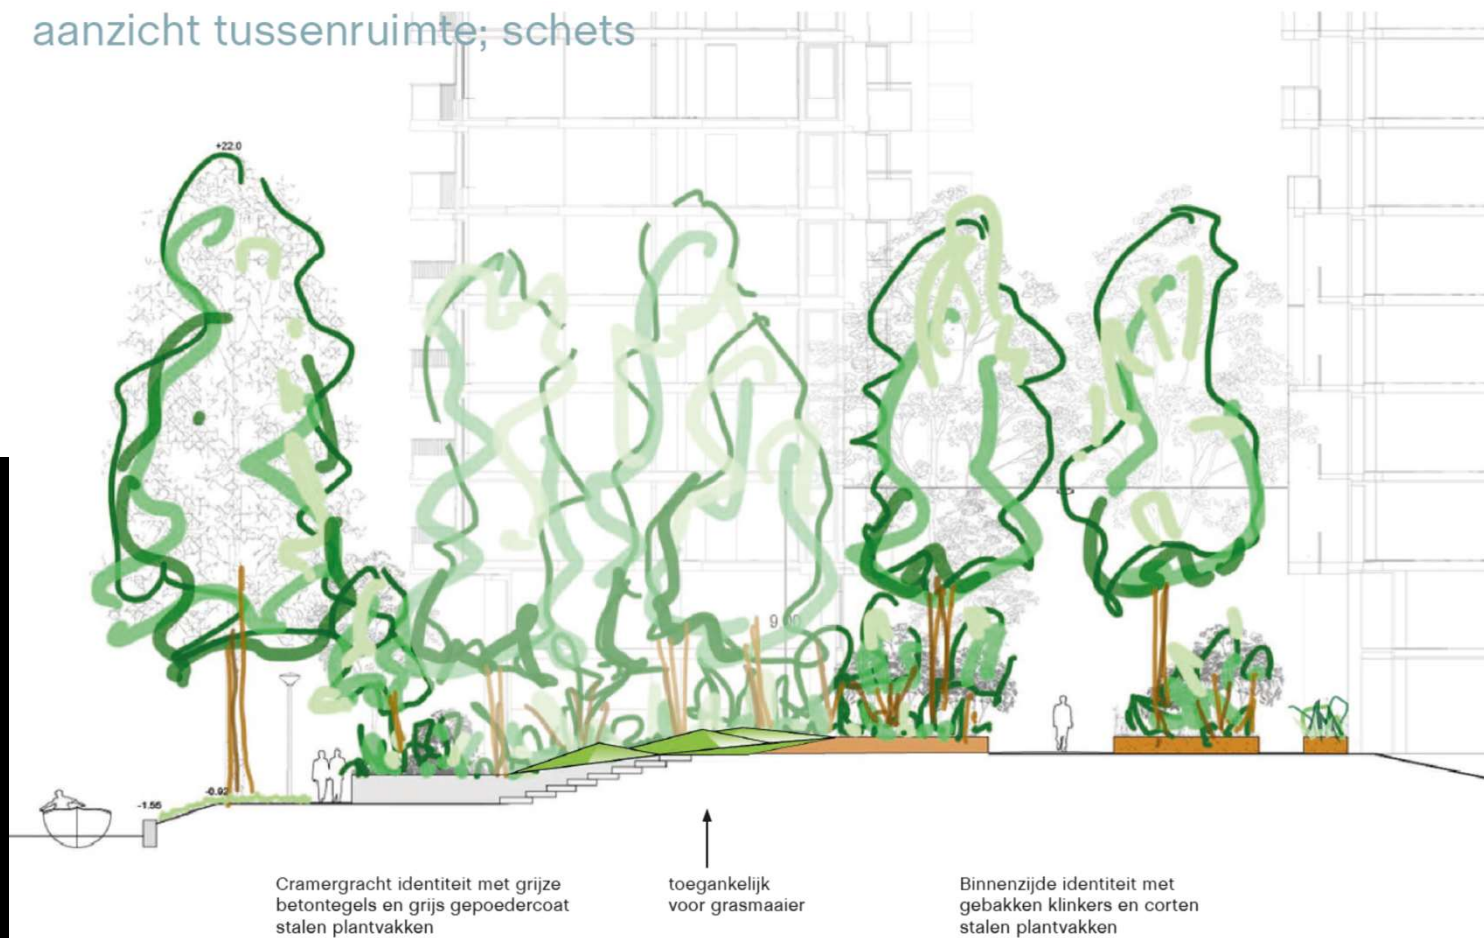 aanzicht tussenruimte; schets
+22.0
9.00
-0.92
-1.55
Cramergracht identiteit met grijze
betontegels en grijs gepoedercoat
stalen plantvakken
toegankelijk
voor grasmaaier
Binnenzijde identiteit met
gebakken klinkers en corten
stalen plantvakken